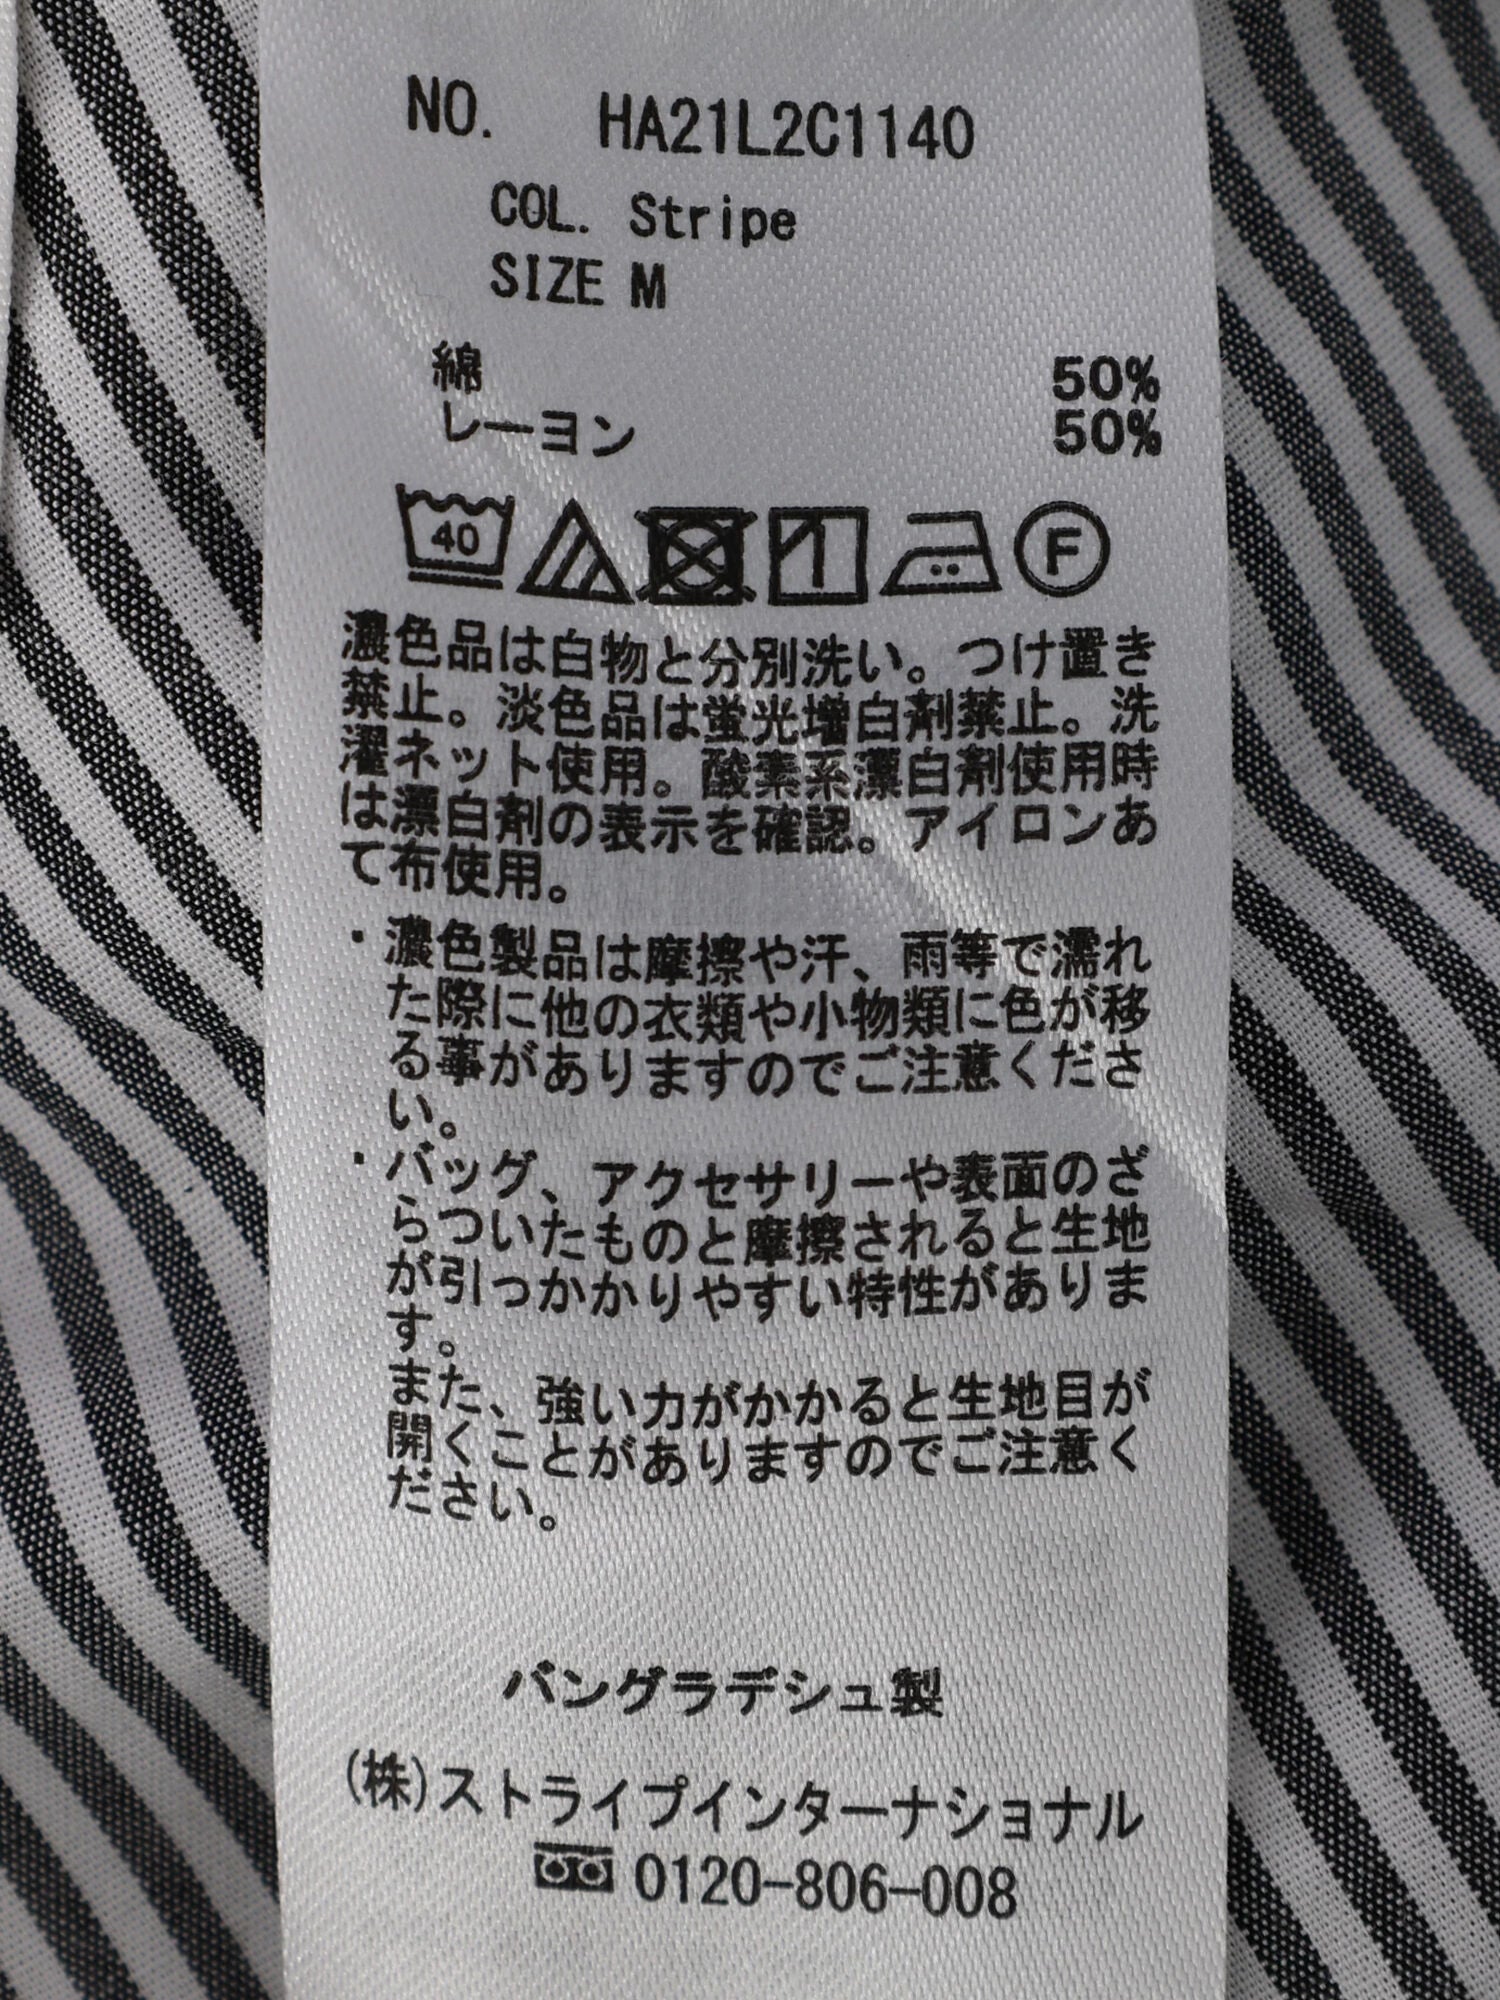 NO. HA21L2C1140
COL. Stripe
SIZE M
綿 50%
レーヨン 50%
40 F
濃色品は白物と分別洗い。つけ置き
禁止。淡色品は蛍光増白剤禁止。洗
濯ネット使用。酸素系漂白剤使用時
は漂白剤の表示を確認。アイロンあ
て布使用。
・濃色製品は摩擦や汗、雨等で濡れ
た際に他の衣類や小物類に色が移
る事がありますのでご注意くださ
い。
・バッグ、アクセサリーや表面のざ
らついたものと摩擦されると生地
が引っかかりやすい特性がありま
す。
また、強い力がかかると生地目が
開くことがありますのでご注意く
ださい。
バングラデシュ製
(株)ストライプインターナショナル
0120-806-008